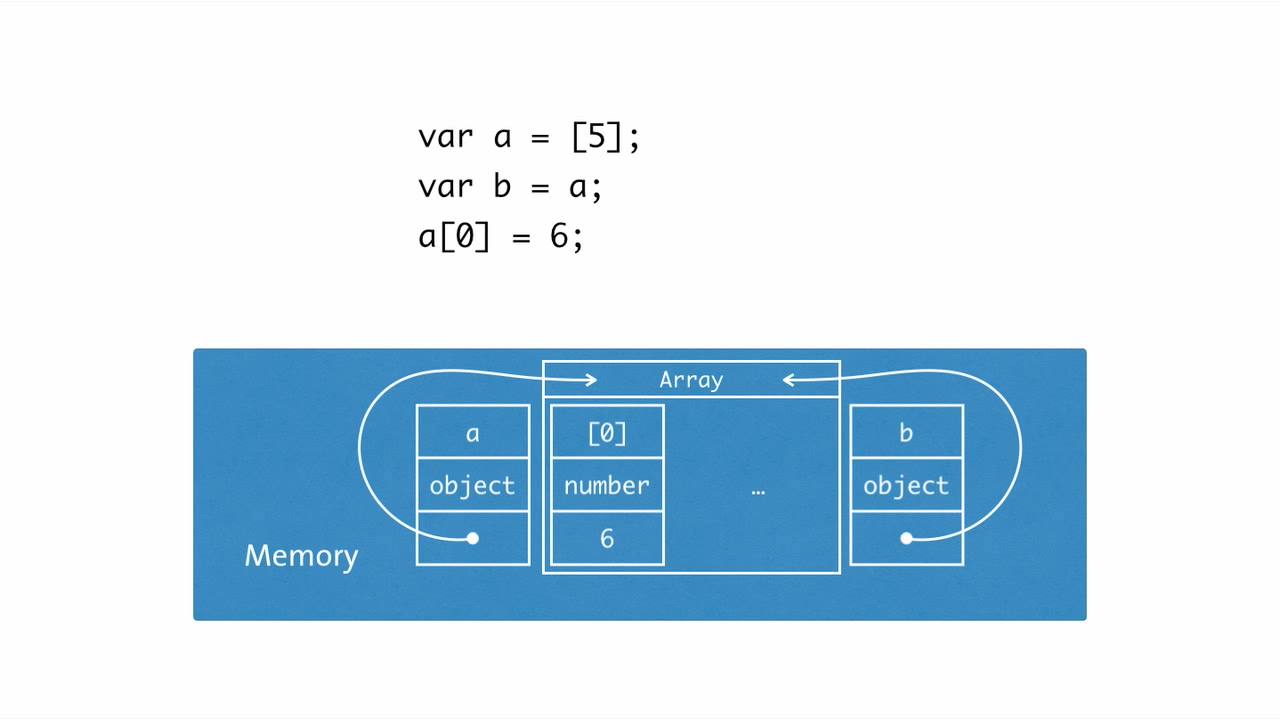 var a = [5];
var b = a;
a[0] = 6;
Array
a
[0]
b
object
number
…
object
6
Memory